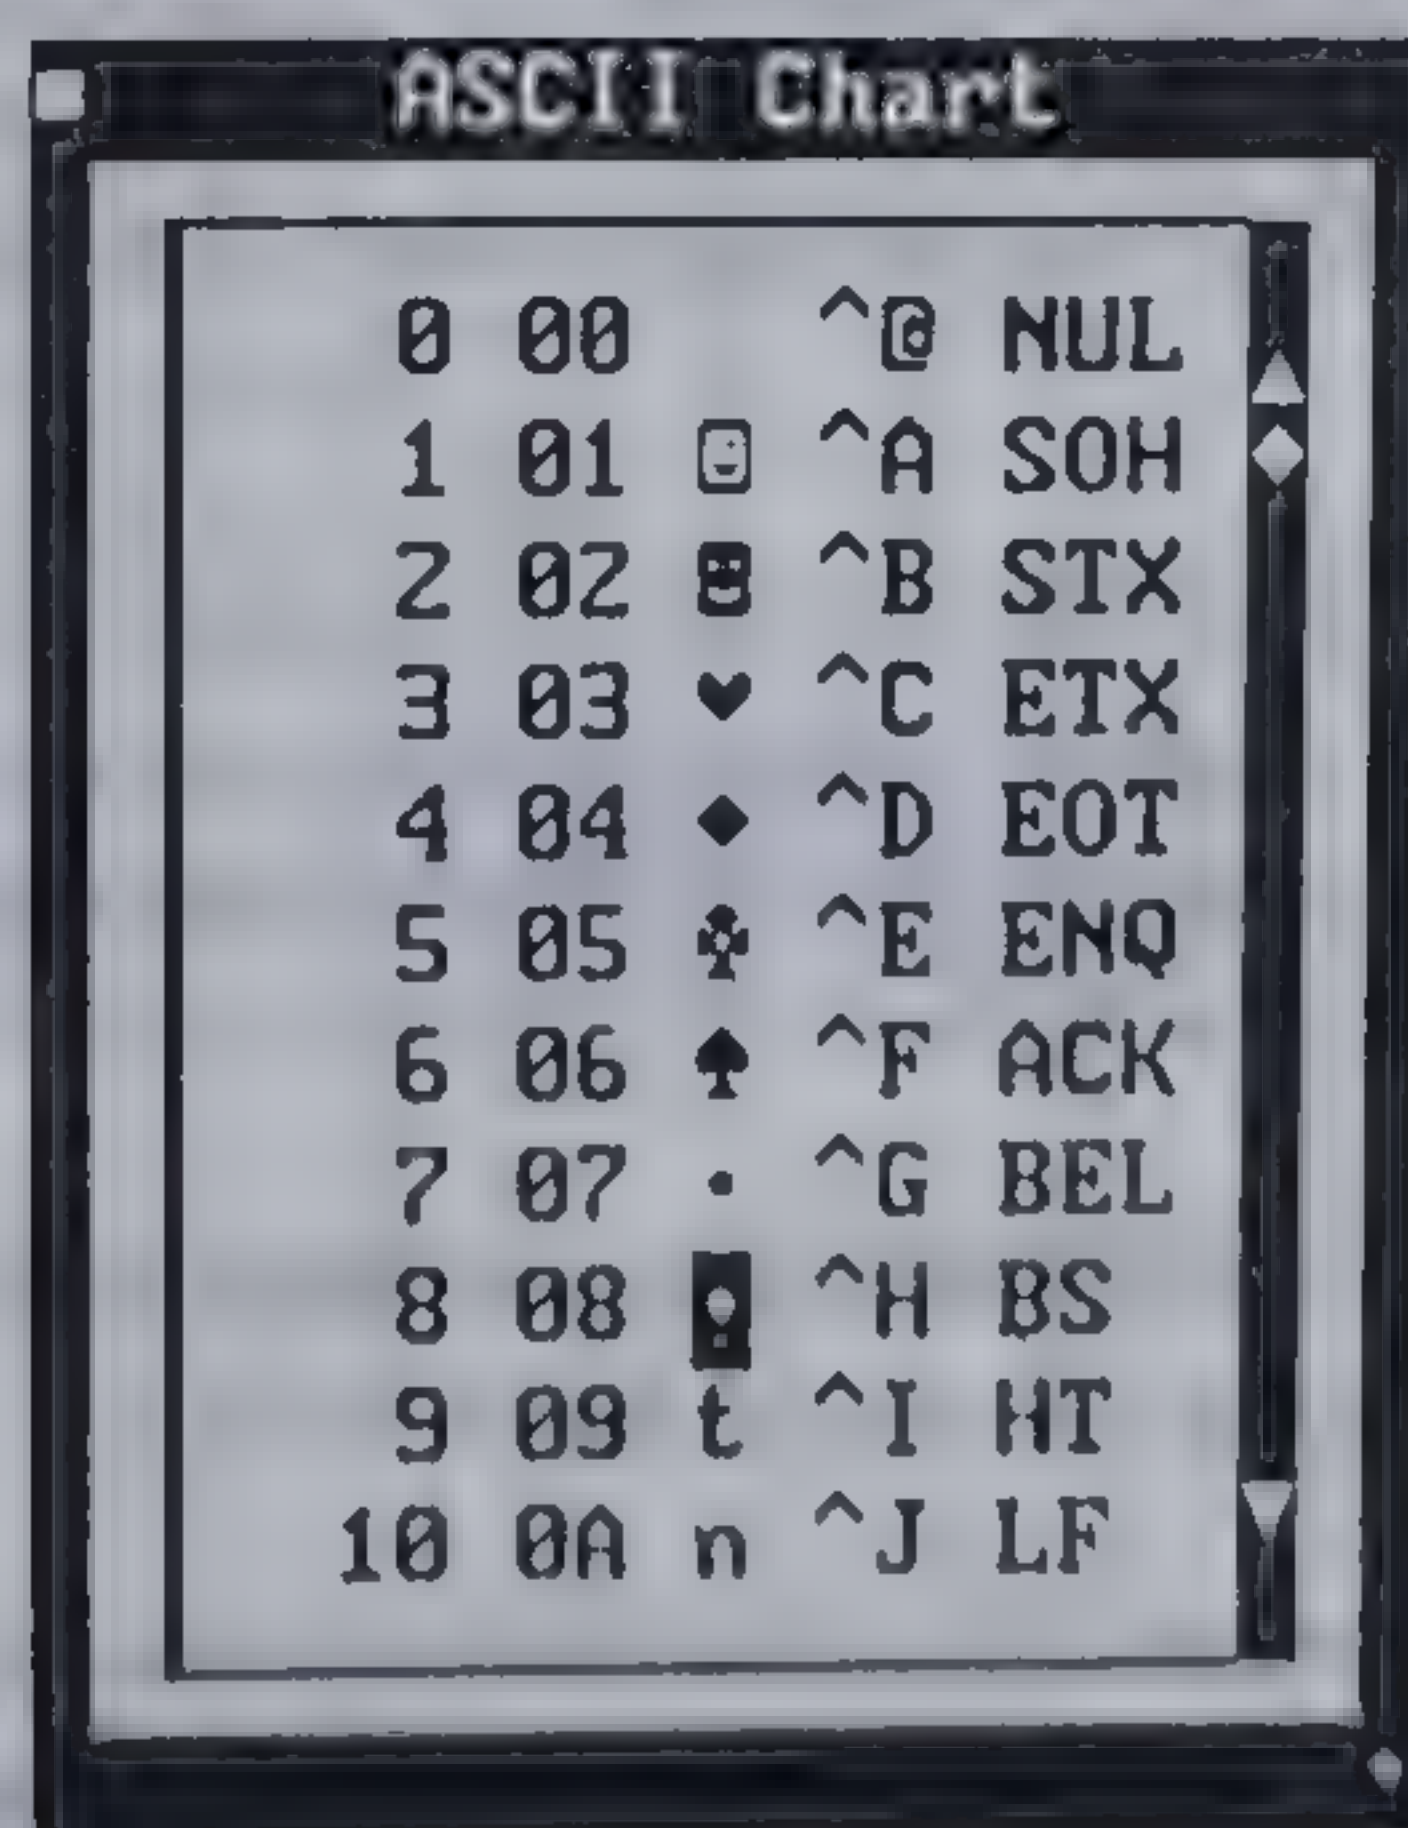 ASCII Chart
0 00 ^@ NUL
1 01 ☺ ^A SOH
2 02 ☻ ^B STX
3 03 ♥ ^C ETX
4 04 ♦ ^D EOT
5 05 ♣ ^E ENQ
6 06 ♠ ^F ACK
7 07 • ^G BEL
8 08 ◘ ^H BS
9 09 t ^I HT
10 0A n ^J LF